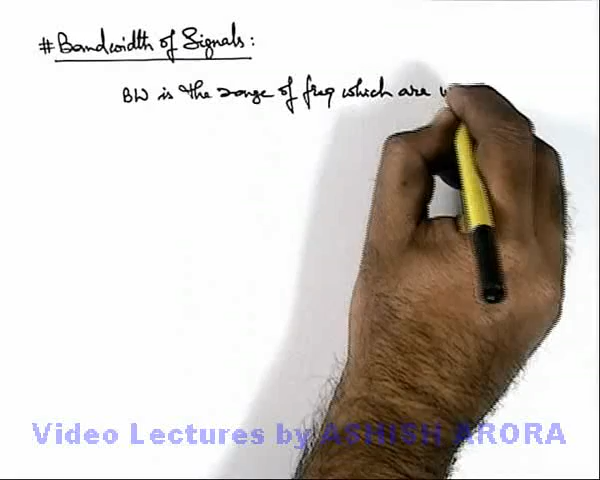 # Bandwidth of Signals:
BW is the range of freq which are
Video Lectures by ASHISH ARORA